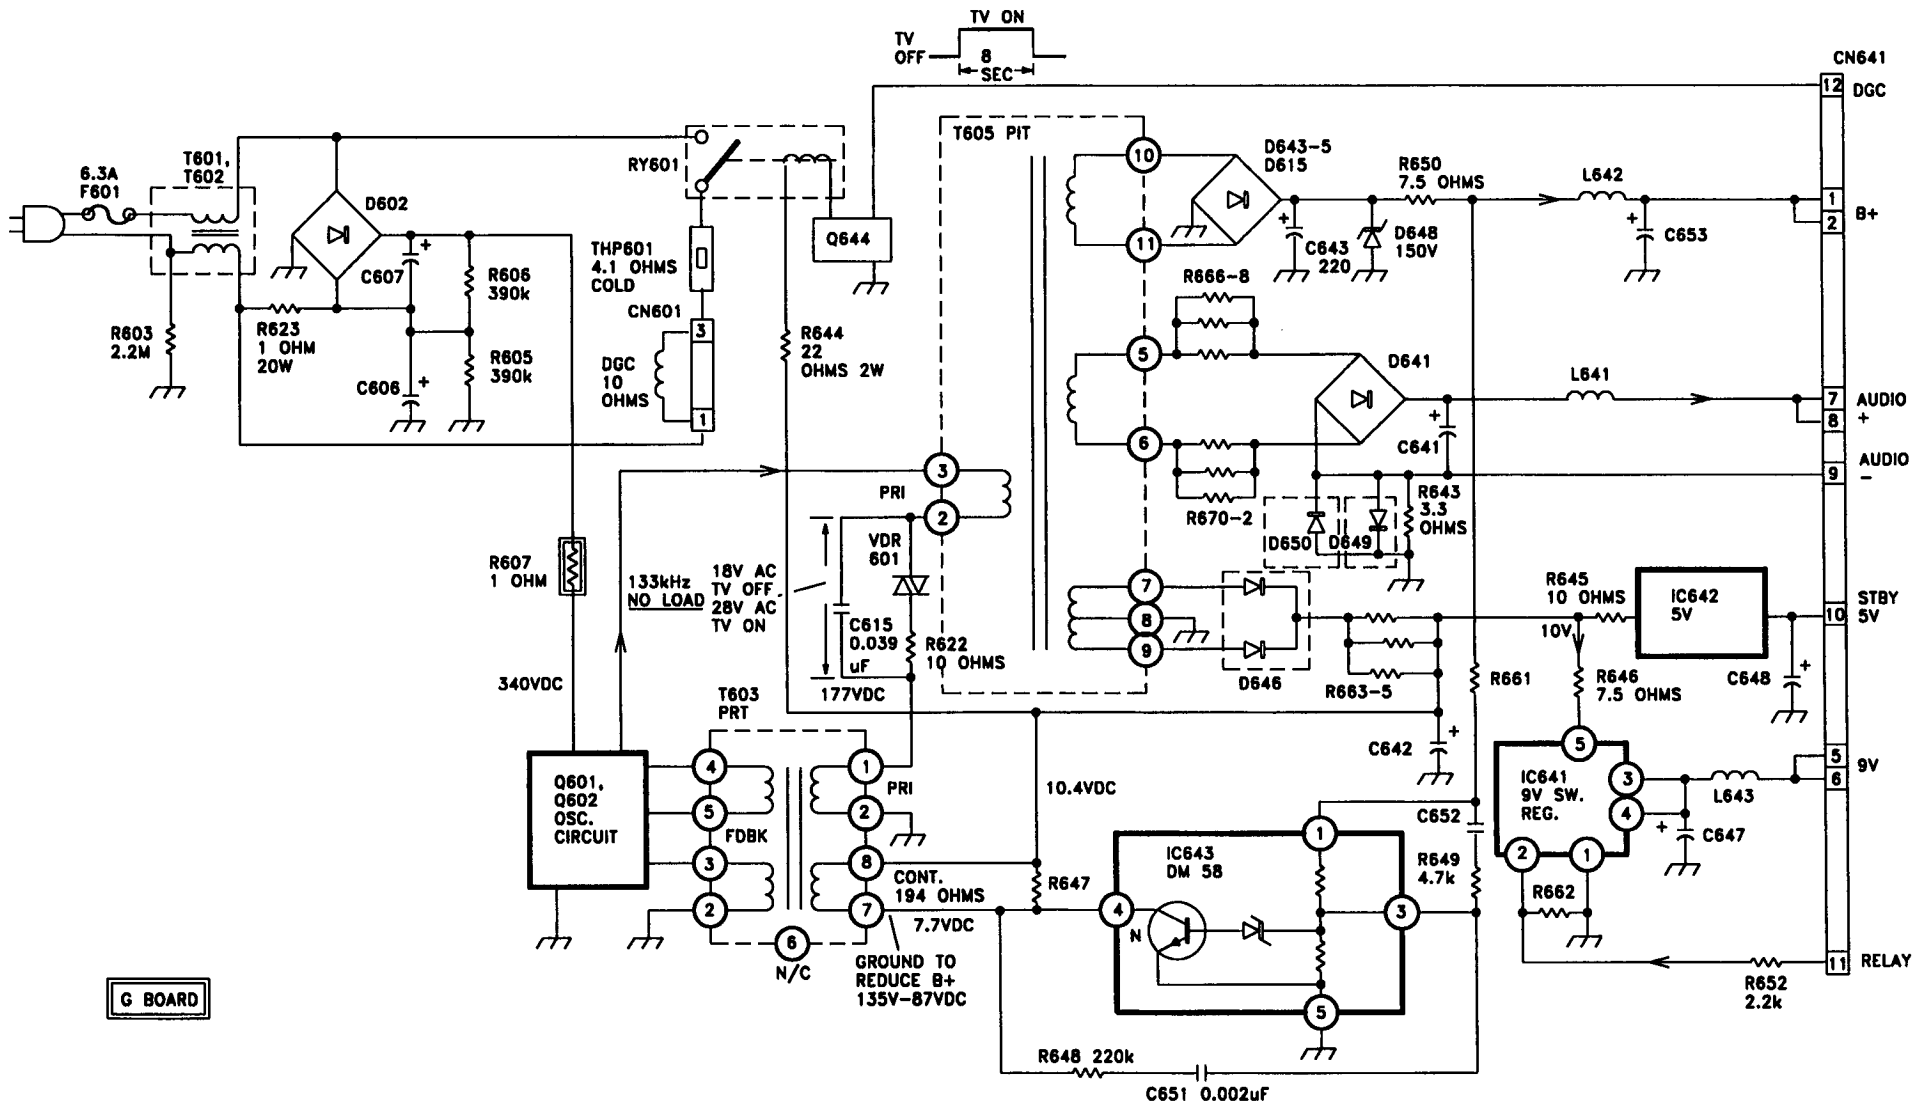 TV ON
TV
OFF
8
SEC
CN641
12
DGC
T605 PIT
T601,
T602
6.3A
F601
RY601
10
D643-5
D615
R650
7.5 OHMS
L642
D602
1
B+
2
Q644
THP601
4.1 OHMS
COLD
11
C643
220
D648
150V
C653
C607
R606
390k
R666-8
CN601
3
R603
2.2M
R623
1 OHM
20W
R644
22
OHMS 2W
5
D641
R605
390k
DGC
10
OHMS
L641
C606
1
7
AUDIO
8
+
6
C641
3
AUDIO
9
-
PRI
R643
3.3
OHMS
2
R670-2
VDR
601
D650
D649
R607
1 OHM
133kHz
NO LOAD
18V AC
TV OFF
28V AC
TV ON
7
R645
10 OHMS
IC642
5V
STBY
5V
10
8
C615
0.039
uF
R622
10 OHMS
10V
9
340VDC
177VDC
D646
R663-5
R661
R646
7.5 OHMS
C648
T603
PRT
5
C642
5
9V
6
Q601,
Q602
OSC.
CIRCUIT
4
1
PRI
10.4VDC
IC641
9V SW.
REG.
3
L643
5
FDBK
2
C652
4
C647
1
IC643
DM 58
3
8
CONT.
194 OHMS
R647
R649
4.7k
2
1
R662
2
7
7.7VDC
4
3
N
6
N/C
GROUND TO
REDUCE B+
135V-87VDC
11
RELAY
R652
2.2k
G BOARD
5
R648 220k
C651 0.002uF